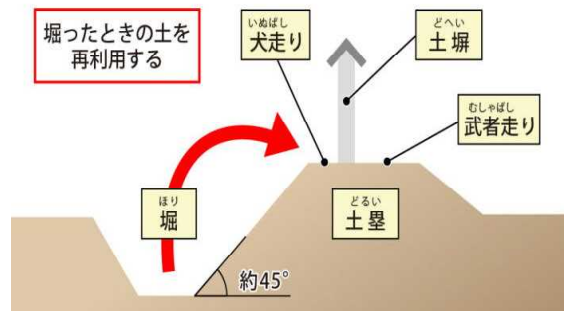 堀ったときの土を
再利用する
いぬばし
犬走り
どへい
土塀
むしゃばし
武者走り
ほり
堀
どるい
土塁
約45°